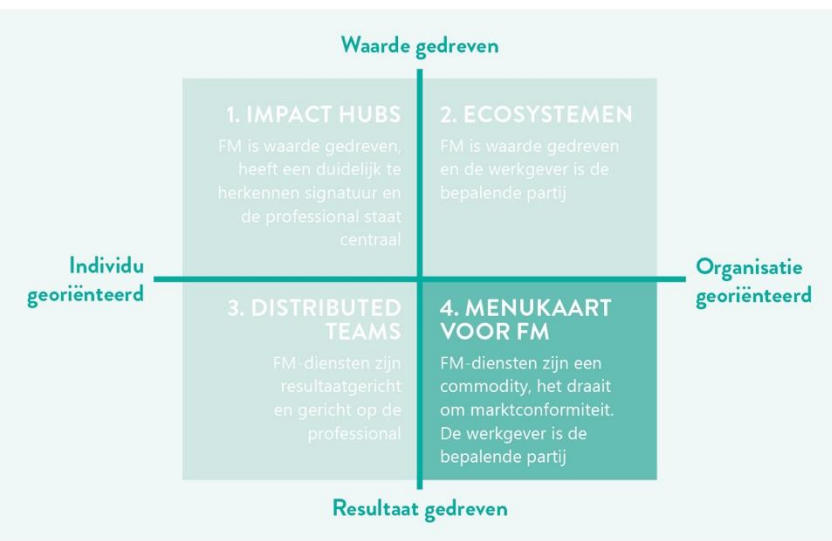 Waarde gedreven
1. IMPACT HUBS
FM is waarde gedreven,
heeft een duidelijk te
herkennen signatuur en
de professional staat
centraal
2. ECOSYSTEMEN
FM is waarde gedreven
en de werkgever is de
bepalende partij
Individu
georiënteerd
Organisatie
georiënteerd
3. DISTRIBUTED
TEAMS
FM-diensten zijn
resultaatgericht
en gericht op de
professional
4. MENUKAART
VOOR FM
FM-diensten zijn een
commodity, het draait
om marktconformiteit.
De werkgever is de
bepalende partij
Resultaat gedreven